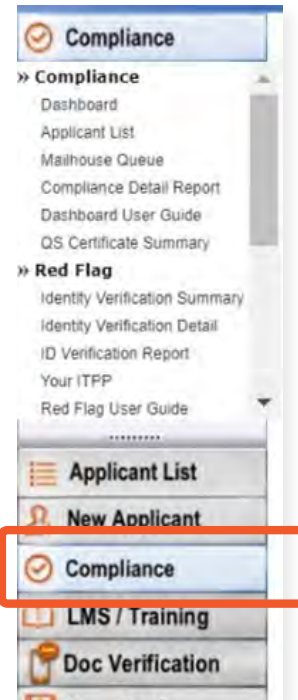 Compliance
» Compliance
Dashboard
Applicant List
Mailhouse Queue
Compliance Detail Report
Dashboard User Guide
QS Certificate Summary
» Red Flag
Identity Verification Summary
Identity Verification Detail
ID Verification Report
Your ITPP
Red Flag User Guide
Applicant List
New Applicant
Compliance
LMS / Training
Doc Verification